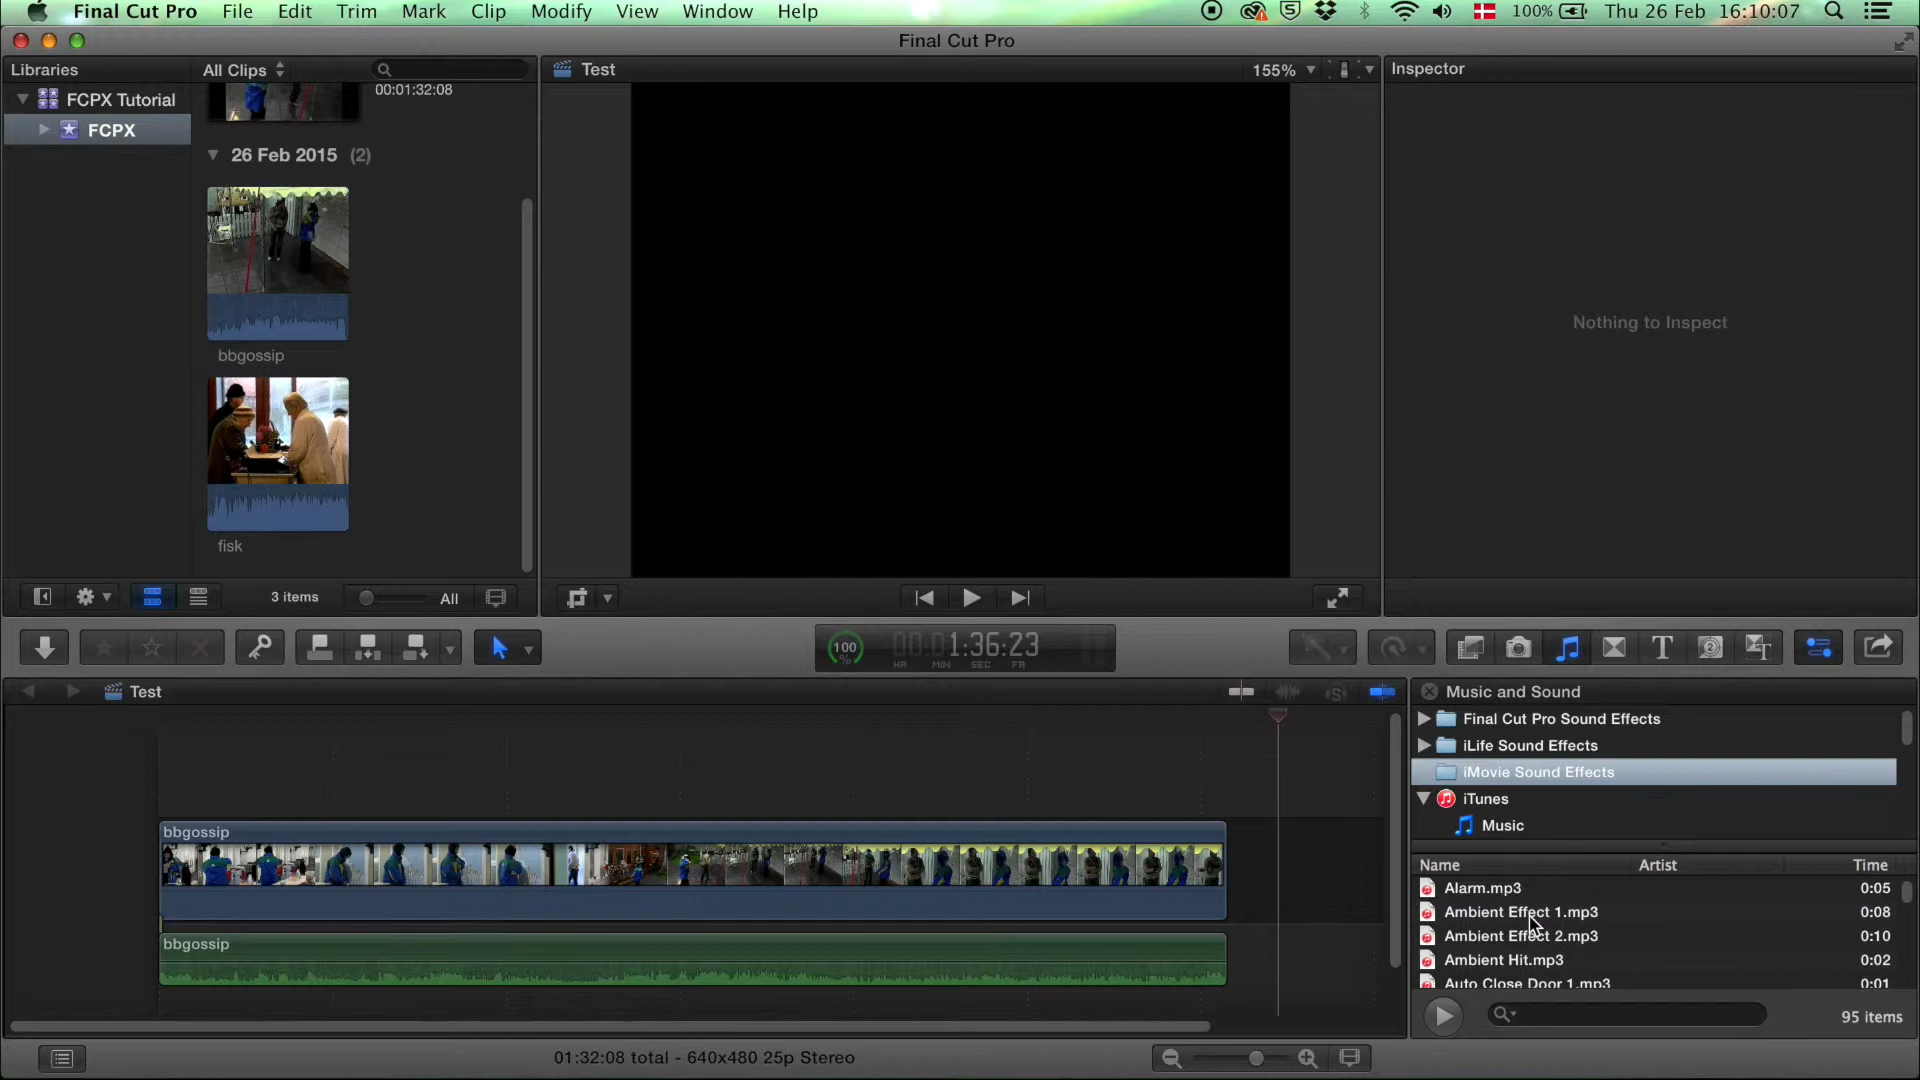 Final Cut Pro File Edit Trim Mark Clip Modify View Window Help 100% Thu 26 Feb 16:10:07
Final Cut Pro
Libraries All Clips Test 155% Inspector
00:01:32:08
FCPX Tutorial
FCPX
26 Feb 2015 (2)
Nothing to Inspect
bbgossip
fisk
3 items All
100 % 00:01:36:23
HR MIN SEC FR
Test
Music and Sound
Final Cut Pro Sound Effects
iLife Sound Effects
iMovie Sound Effects
iTunes
Music
bbgossip
bbgossip
Name Artist Time
Alarm.mp3 0:05
Ambient Effect 1.mp3 0:08
Ambient Effect 2.mp3 0:10
Ambient Hit.mp3 0:02
Auto Close Door 1.mp3 0:01
95 items
01:32:08 total - 640x480 25p Stereo